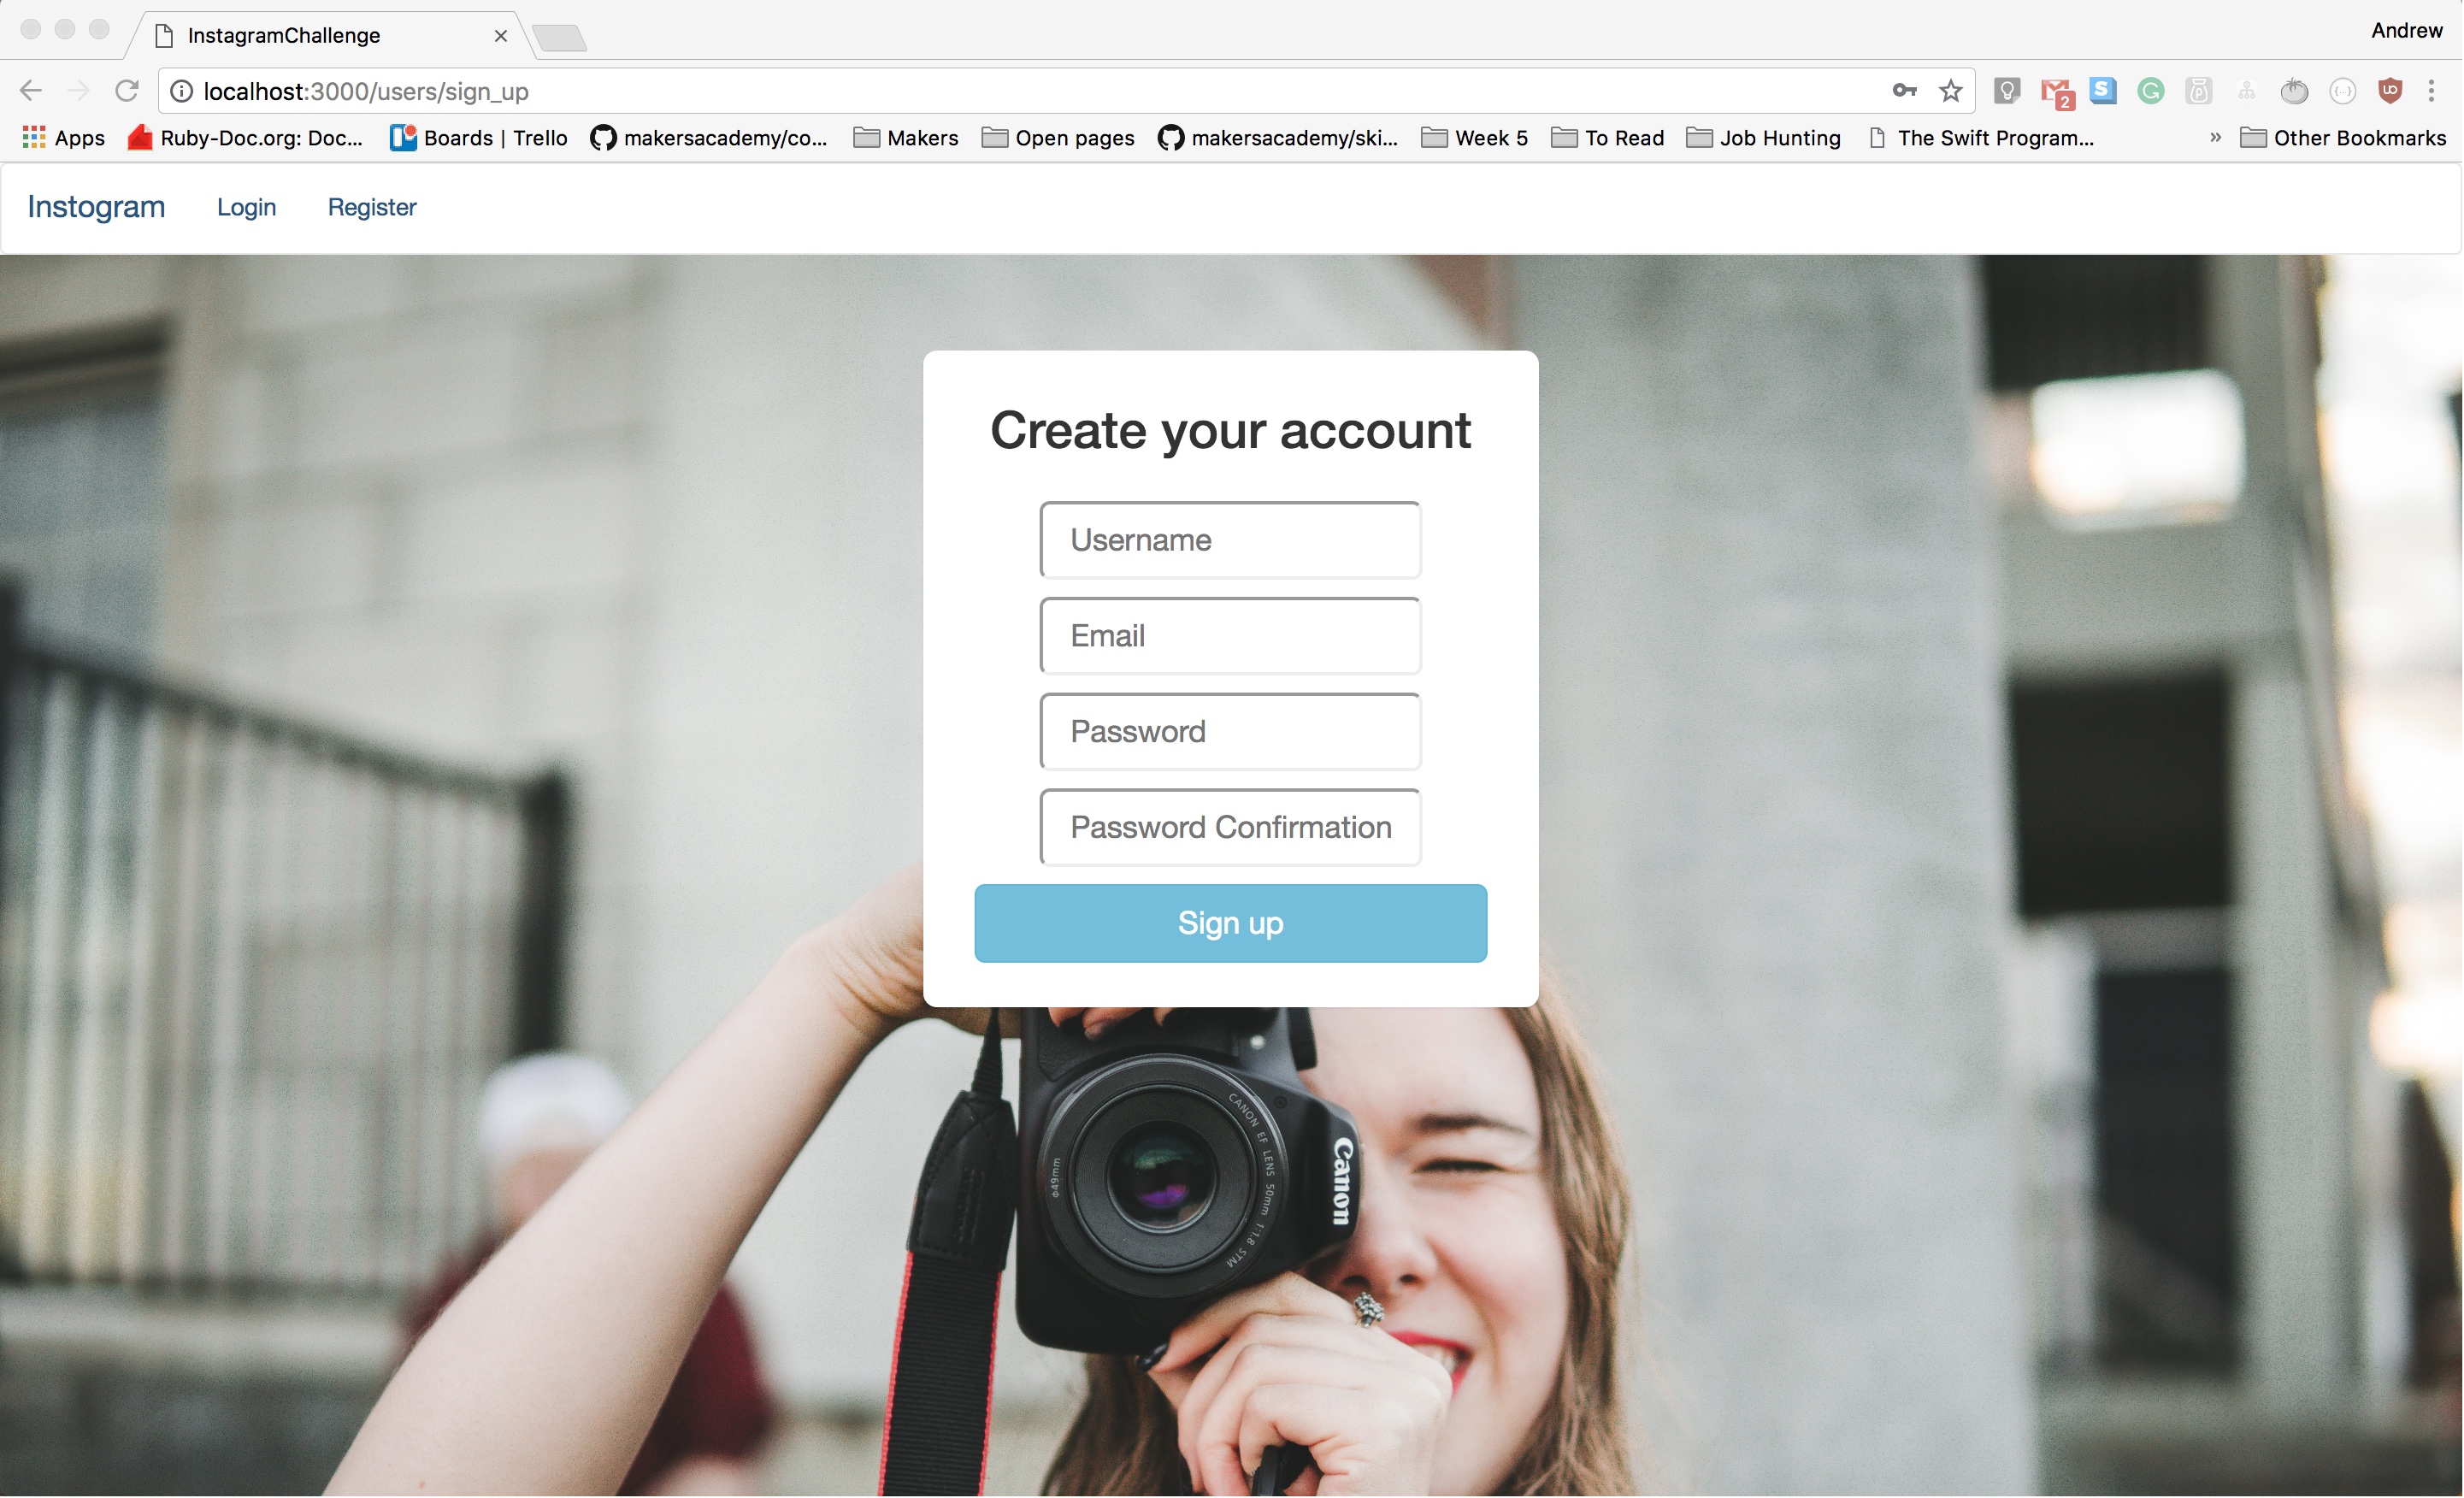 InstagramChallenge
Andrew
localhost:3000/users/sign_up
2
S
Apps
Ruby-Doc.org: Doc...
Boards | Trello
makersacademy/co...
Makers
Open pages
makersacademy/ski...
Week 5
To Read
Job Hunting
The Swift Program...
»
Other Bookmarks
Instogram
Login
Register
Create your account
Username
Email
Password
Password Confirmation
Sign up
CANON EF LENS 50mm 1:1.8 STM
Φ49mm
Canon